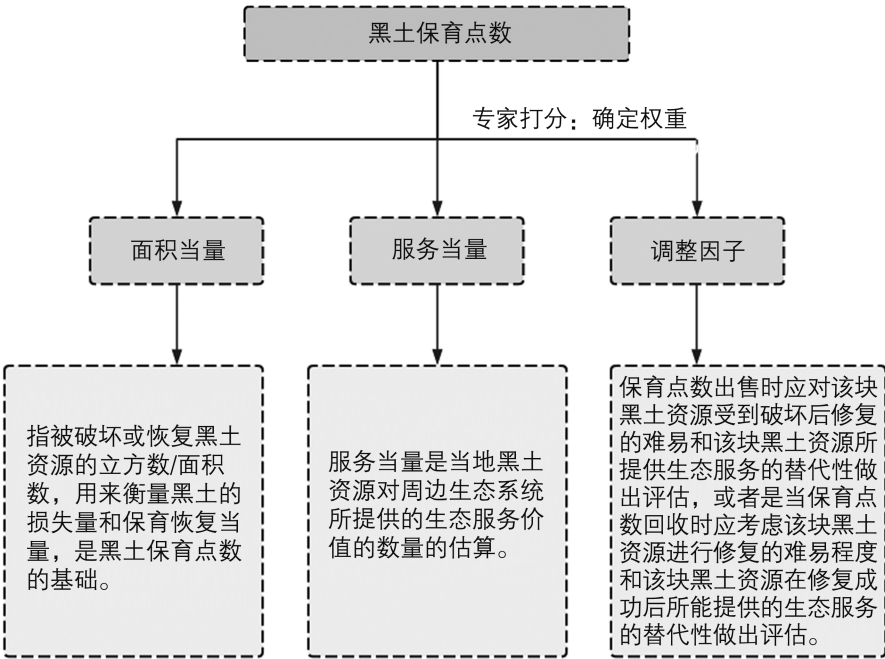 黑土保育点数
专家打分：确定权重
面积当量
服务当量
调整因子
指被破坏或恢复黑土
资源的立方数/面积
数，用来衡量黑土的
损失量和保育恢复当
量，是黑土保育点数
的基础。
服务当量是当地黑土
资源对周边生态系统
所提供的生态服务价
值的数量的估算。
保育点数出售时应对该块
黑土资源受到破坏后修复
的难易和该块黑土资源所
提供生态服务的替代性做
出评估，或者是当保育点
数回收时应考虑该块黑土
资源进行修复的难易程度
和该块黑土资源在修复成
功后所能提供的生态服务
的替代性做出评估。